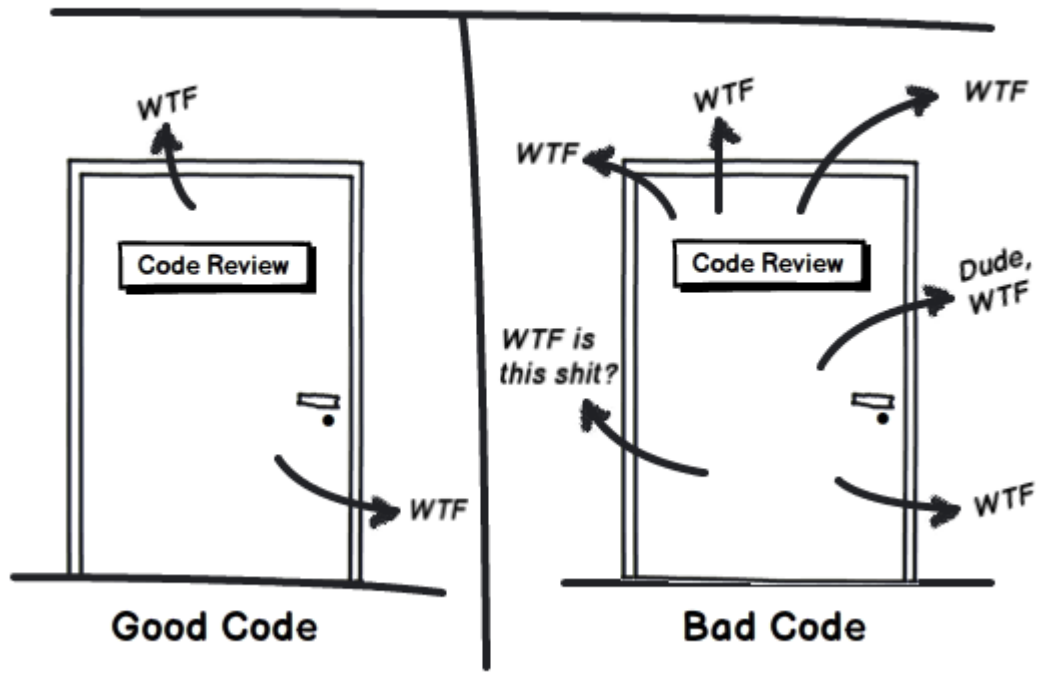 WTF
Code Review
WTF
Good Code
WTF
WTF
WTF
Code Review
Dude,
WTF
WTF is
this shit?
WTF
Bad Code